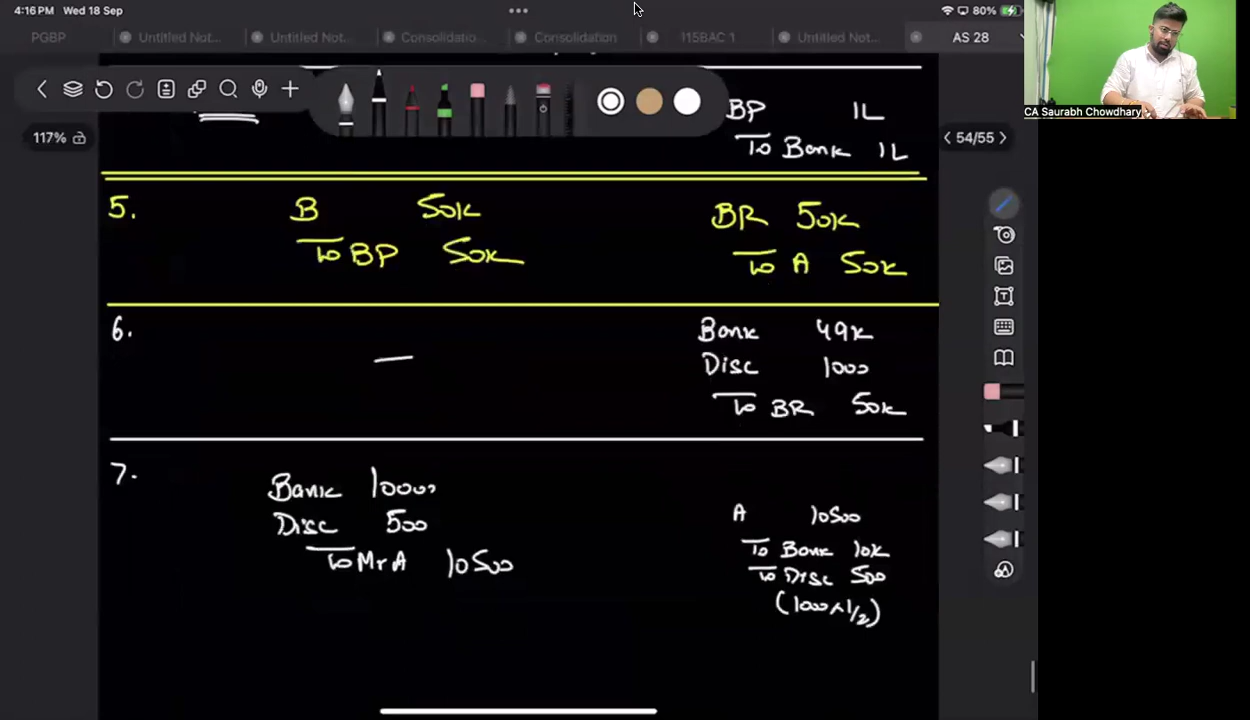 4:16 PM Wed 18 Sep
80%
PGBP
Untitled Not...
Untitled Not...
Consolidatio...
Consolidation
115BAC 1
Untitled Not...
AS 28
CA Saurabh Chowdhary
117%
54/55
BP 1L
To Bank 1L
5.
B 50k
To BP 50k
BR 50k
To A 50k
6.
—
Bank 49k
Disc 1000
To BR 50k
7.
Bank 10000
Disc 500
To Mr A 10500
A 10500
To Bank 10k
To Disc 500
(1000 x 1/2)